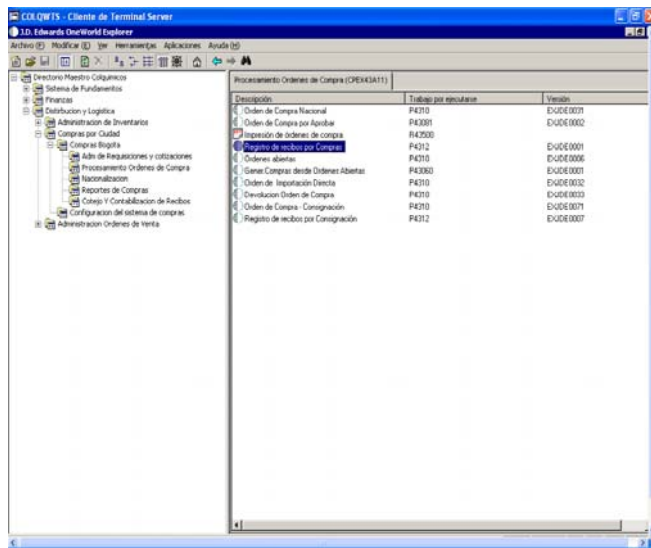 COLQWTS - Cliente de Terminal Server
J.D. Edwards OneWorld Explorer
Archivo (F) Modificar (E) Ver Herramientas Aplicaciones Ayuda (H)
Directorio Maestro Colquimicos
Sistema de Fundamentos
Finanzas
Distribucion y Logistica
Administracion de Inventarios
Compras por Ciudad
Compras Bogota
Adm de Requisiciones y cotizaciones
Procesamiento Ordenes de Compra
Nacionalizacion
Reportes de Compras
Cotejo Y Contabilizacion de Recibos
Configuracion del sistema de compras
Administracion Ordenes de Venta
Procesamiento Ordenes de Compra (CPEX43A11)
Descripción Trabajo por ejecutarse Versión
Orden de Compra Nacional P4310 EXJDE0031
Orden de Compra por Aprobar P43081 EXJDE0002
Impresión de órdenes de compra R43500
Registro de recibos por Compras P4312 EXJDE0001
Órdenes abiertas P4310 EXJDE0006
Gener.Compras desde Ordenes Abiertas P43060 EXJDE0001
Orden de Importación Directa P4310 EXJDE0032
Devolucion Orden de Compra P4310 EXJDE0033
Orden de Compra - Consignación P4310 EXJDE0071
Registro de recibos por Consignación P4312 EXJDE0007